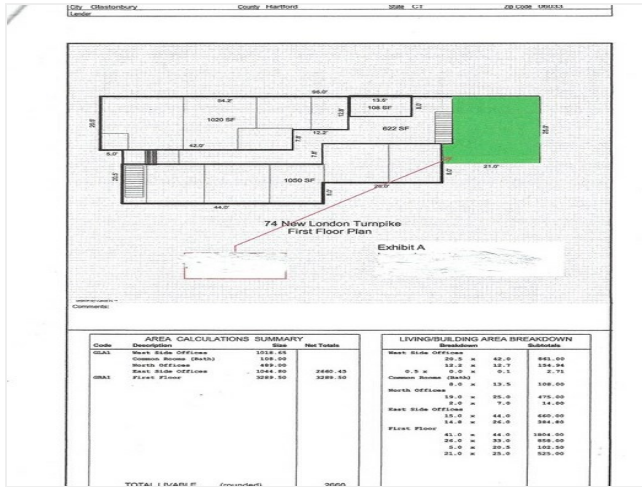 City Glastonbury County Hartford State CT Zip Code 06033
Lender
95.0'
54.2'
13.5'
108 SF
1020 SF
622 SF
12.2'
42.0'
5.0'
21.0'
1050 SF
26.0'
44.0'
74 New London Turnpike
First Floor Plan
Exhibit A
Comments:
AREA CALCULATIONS SUMMARY
Code Description Size Net Totals
GLA1 West Side Offices 1018.65
Common Rooms (Bath) 108.00
North Offices 489.00
East Side Offices 1044.80 2660.45
GBA1 First Floor 3289.50 3289.50
TOTAL LIVABLE (rounded) 2660
LIVING/BUILDING AREA BREAKDOWN
Breakdown Subtotals
West Side Offices
20.5 x 42.0 861.00
12.2 x 12.7 154.94
0.5 x 0.0 x 0.1 2.71
Common Rooms (Bath)
8.0 x 13.5 108.00
North Offices
19.0 x 25.0 475.00
2.0 x 7.0 14.00
East Side Offices
15.0 x 44.0 660.00
14.8 x 26.0 384.80
First Floor
41.0 x 44.0 1804.00
26.0 x 33.0 858.00
5.0 x 20.5 102.50
21.0 x 25.0 525.00